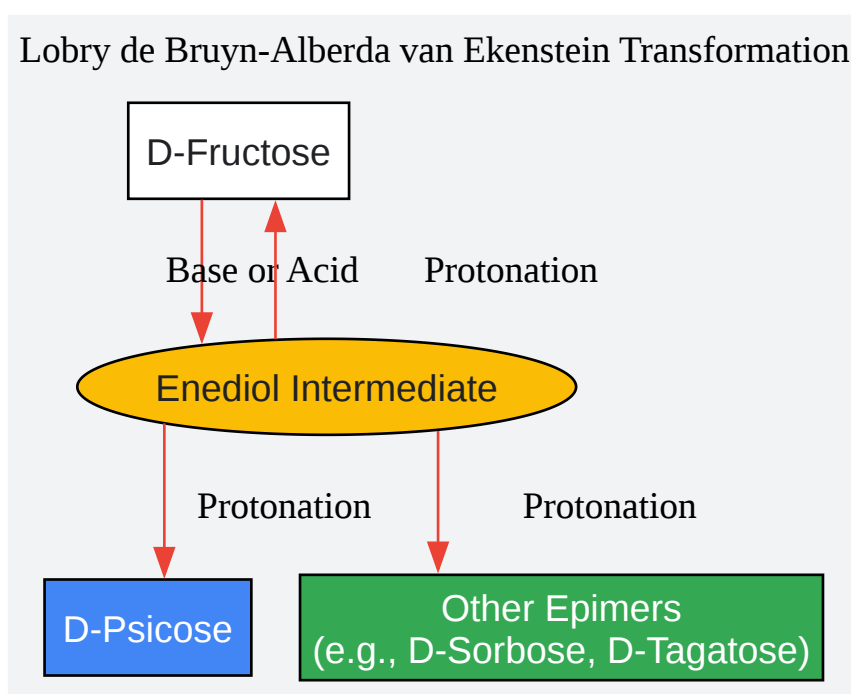 Lobry de Bruyn-Alberda van Ekenstein Transformation
D-Fructose
Base or Acid
Protonation
Enediol Intermediate
Protonation
Protonation
D-Psicose
Other Epimers
(e.g., D-Sorbose, D-Tagatose)